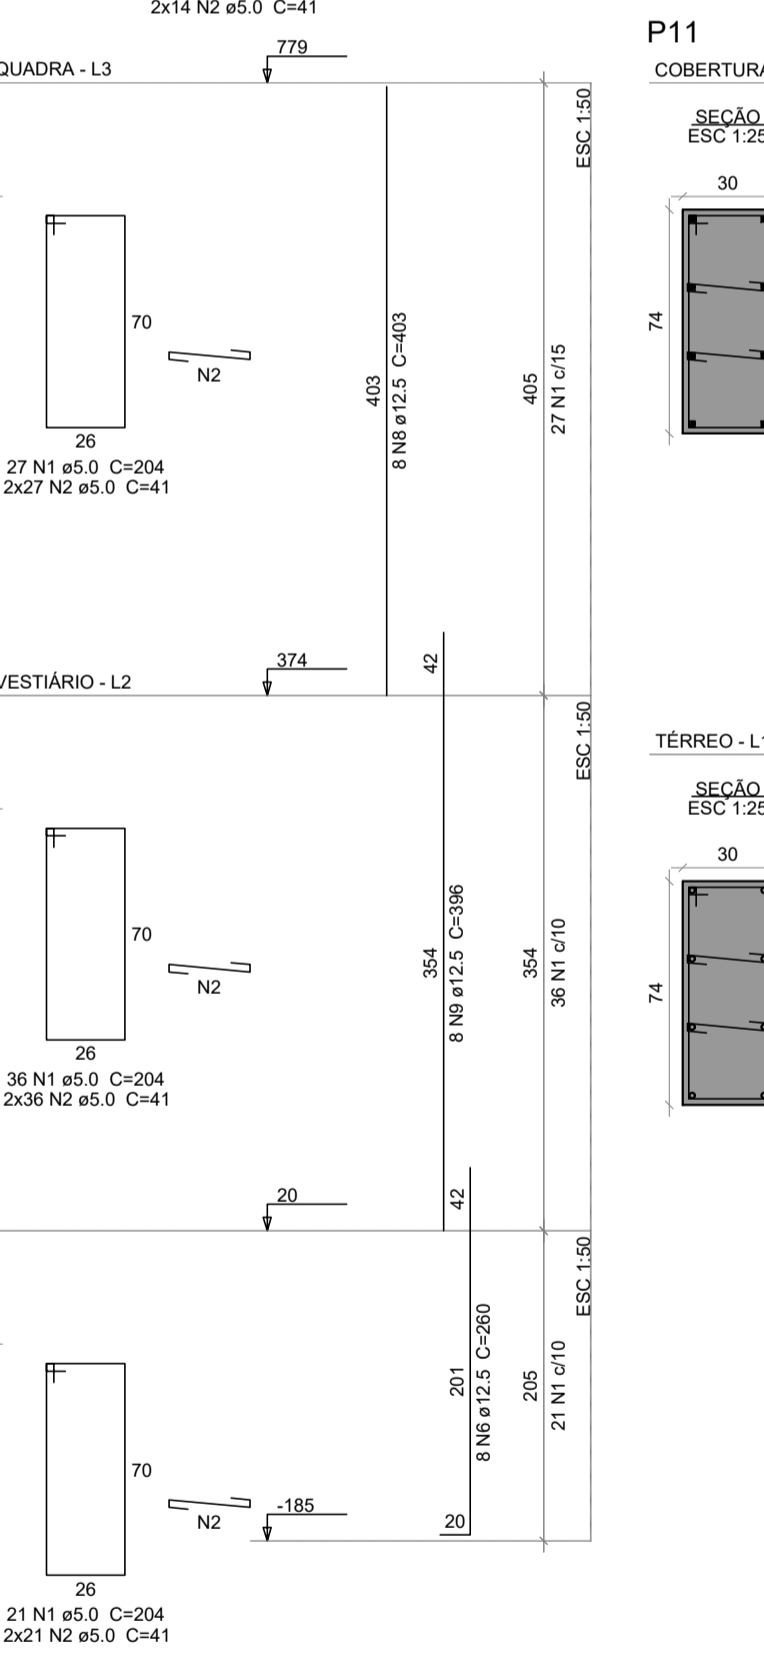 2x14 N2 ø5.0 C=41
779
QUADRA - L3
ESC 1:50
70
N2
26
27 N1 ø5.0 C=204
2x27 N2 ø5.0 C=41
403
8 N8 ø12.5 C=403
405
27 N1 c/15
374
VESTIÁRIO - L2
42
ESC 1:50
70
N2
26
36 N1 ø5.0 C=204
2x36 N2 ø5.0 C=41
354
8 N9 ø12.5 C=396
354
36 N1 c/10
20
42
ESC 1:50
70
N2
26
21 N1 ø5.0 C=204
2x21 N2 ø5.0 C=41
-185
201
8 N6 ø12.5 C=260
20
205
21 N1 c/10
P11
COBERTURA
SEÇÃO
ESC 1:25
30
74
TÉRREO - L1
SEÇÃO
ESC 1:25
30
74